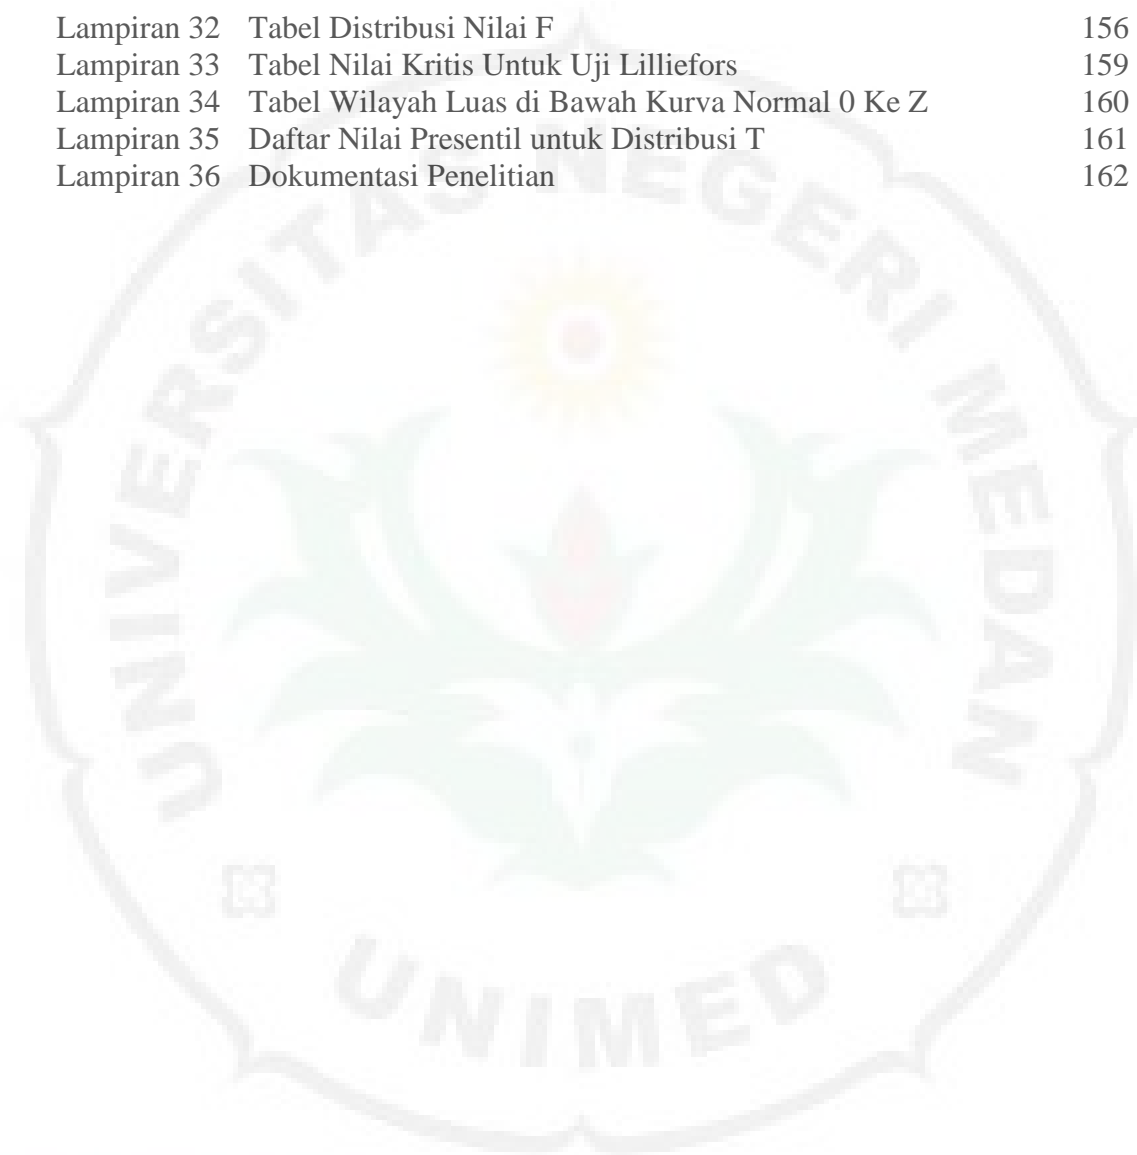 Lampiran 32 Tabel Distribusi Nilai F 156
Lampiran 33 Tabel Nilai Kritis Untuk Uji Lilliefors 159
Lampiran 34 Tabel Wilayah Luas di Bawah Kurva Normal 0 Ke Z 160
Lampiran 35 Daftar Nilai Presentil untuk Distribusi T 161
Lampiran 36 Dokumentasi Penelitian 162
UNIVERSITAS NEGERI MEDAN
UNIMED